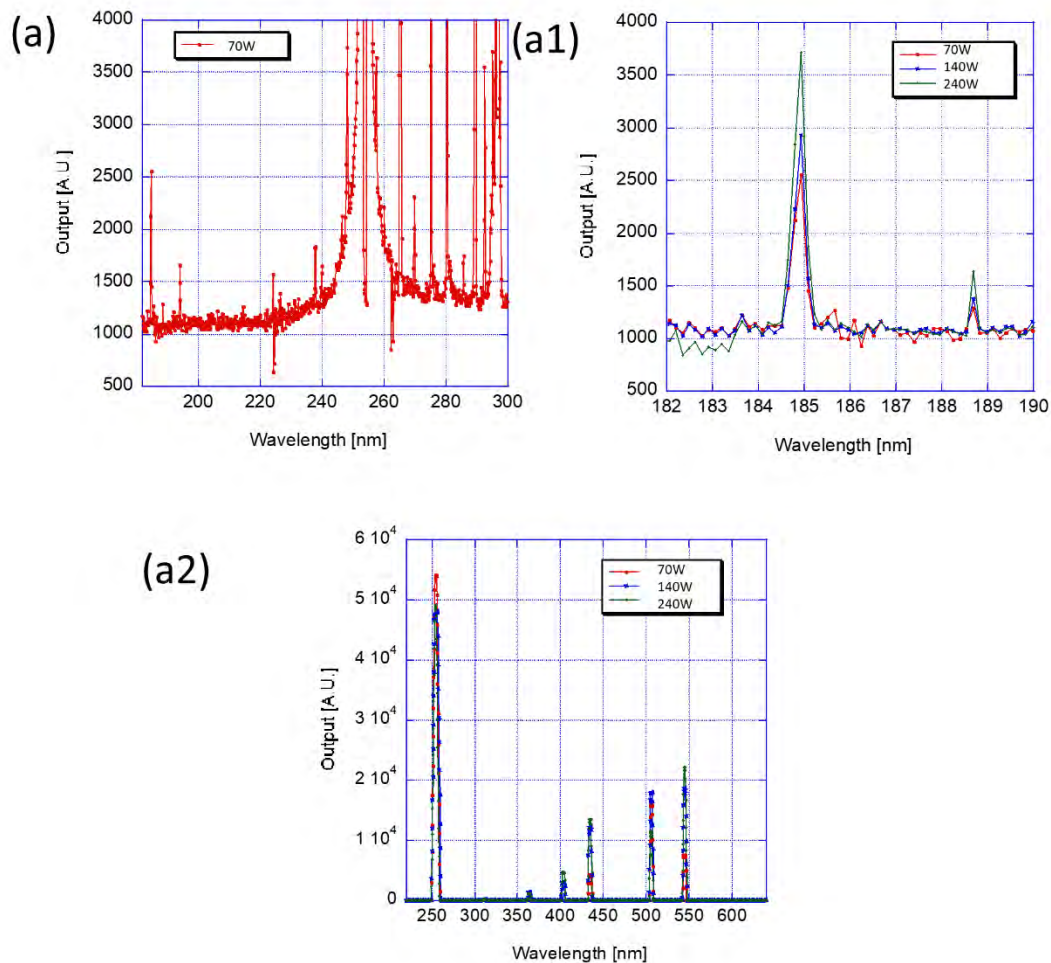 (a)
70W
4000
3500
3000
2500
2000
1500
1000
500
Output [A.U.]
200 220 240 260 280 300
Wavelength [nm]
(a1)
70W
140W
240W
4000
3500
3000
2500
2000
1500
1000
500
Output [A.U.]
182 183 184 185 186 187 188 189 190
Wavelength [nm]
(a2)
70W
140W
240W
6 10⁴
5 10⁴
4 10⁴
3 10⁴
2 10⁴
1 10⁴
0
Output [A.U.]
250 300 350 400 450 500 550 600
Wavelength [nm]